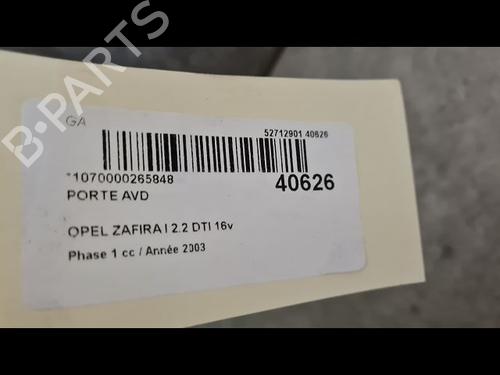 B-PARTS
GA
52712901 40626
*1070000265848
40626
PORTE AVD
OPEL ZAFIRA I 2.2 DTI 16v
Phase 1 cc / Année 2003